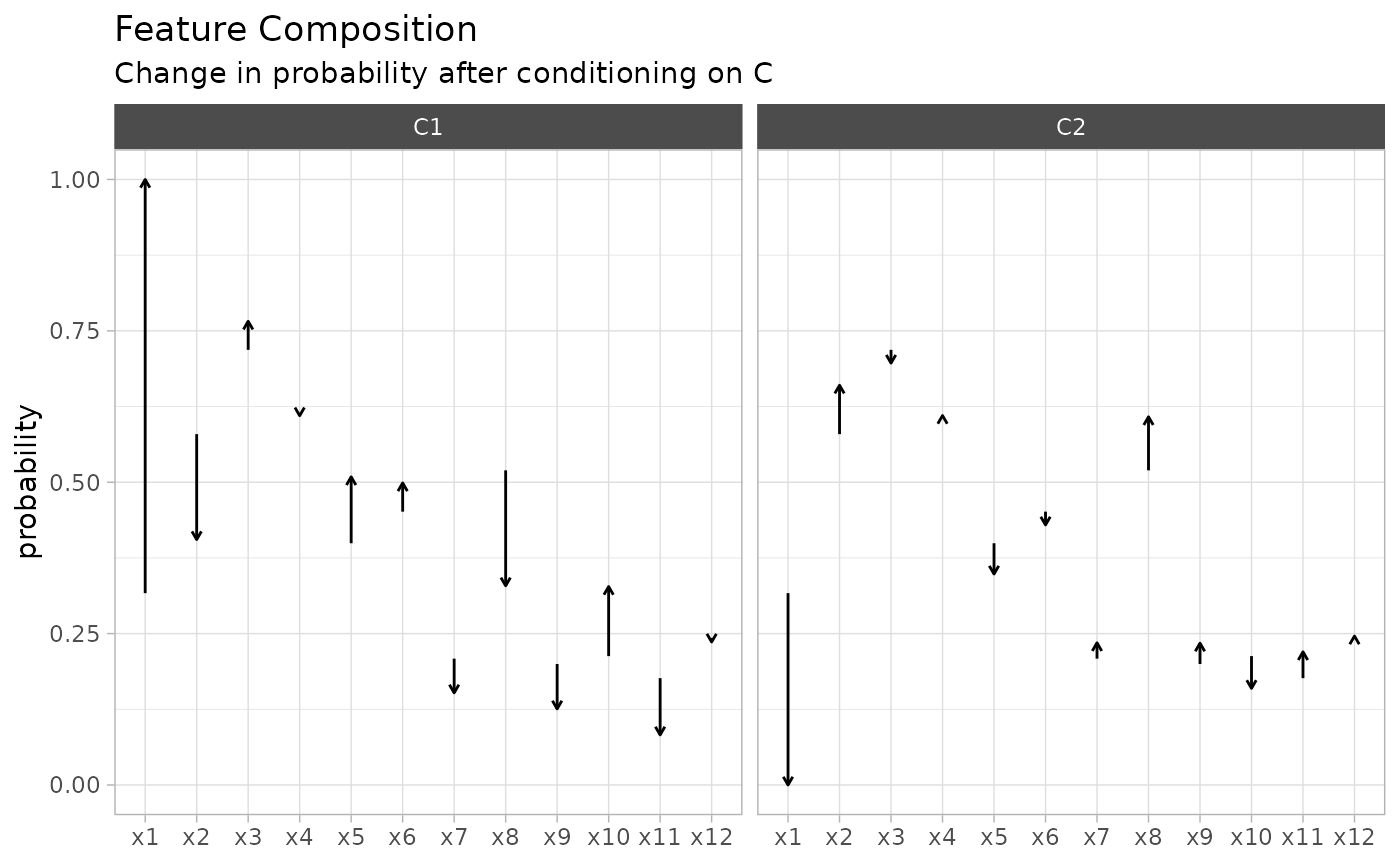 Feature Composition
Change in probability after conditioning on C
C1 C2
probability
1.00
0.75
0.50
0.25
0.00
x1 x2 x3 x4 x5 x6 x7 x8 x9 x10 x11 x12 x1 x2 x3 x4 x5 x6 x7 x8 x9 x10 x11 x12